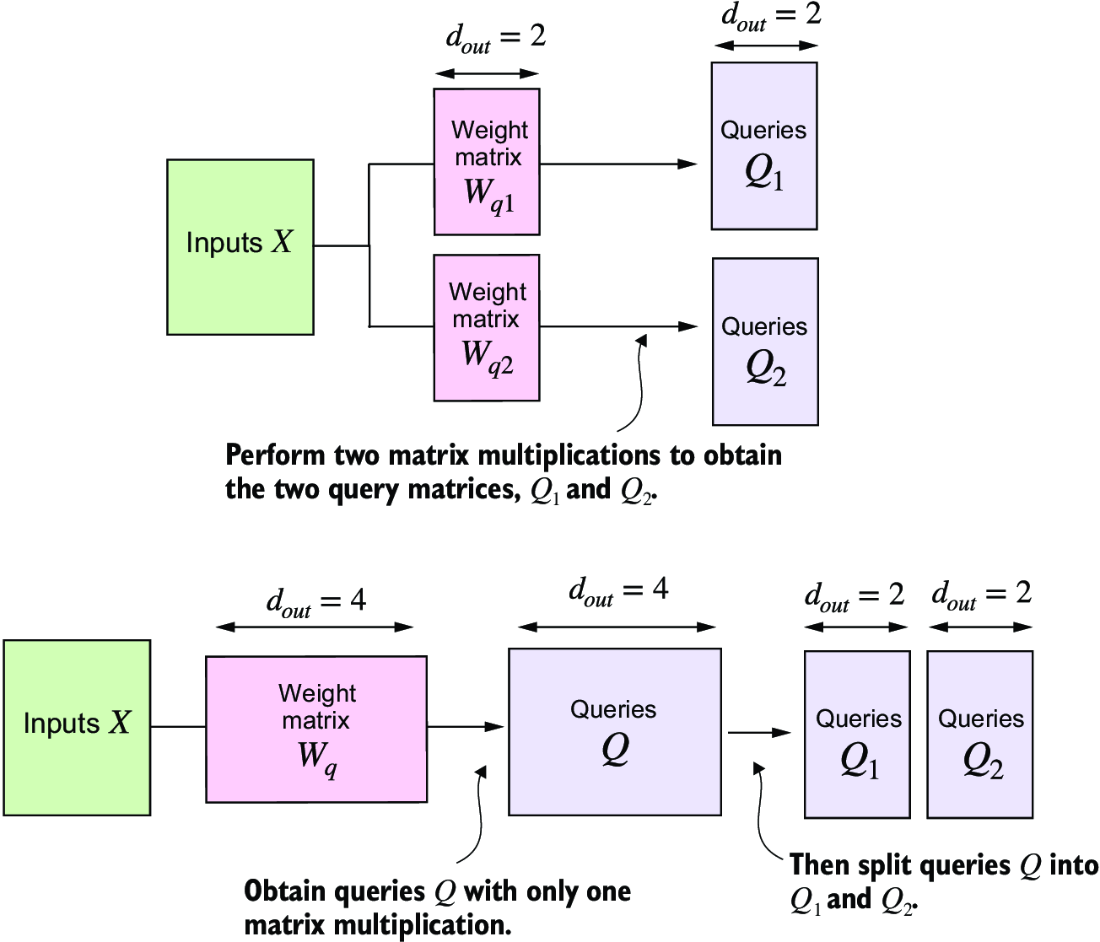 d_out = 2
d_out = 2
Weight
matrix
W_q1
Queries
Q_1
Inputs X
Weight
matrix
W_q2
Queries
Q_2
Perform two matrix multiplications to obtain
the two query matrices, Q_1 and Q_2.
d_out = 4
d_out = 4
d_out = 2
d_out = 2
Inputs X
Weight
matrix
W_q
Queries
Q
Queries
Q_1
Queries
Q_2
Obtain queries Q with only one
matrix multiplication.
Then split queries Q into
Q_1 and Q_2.